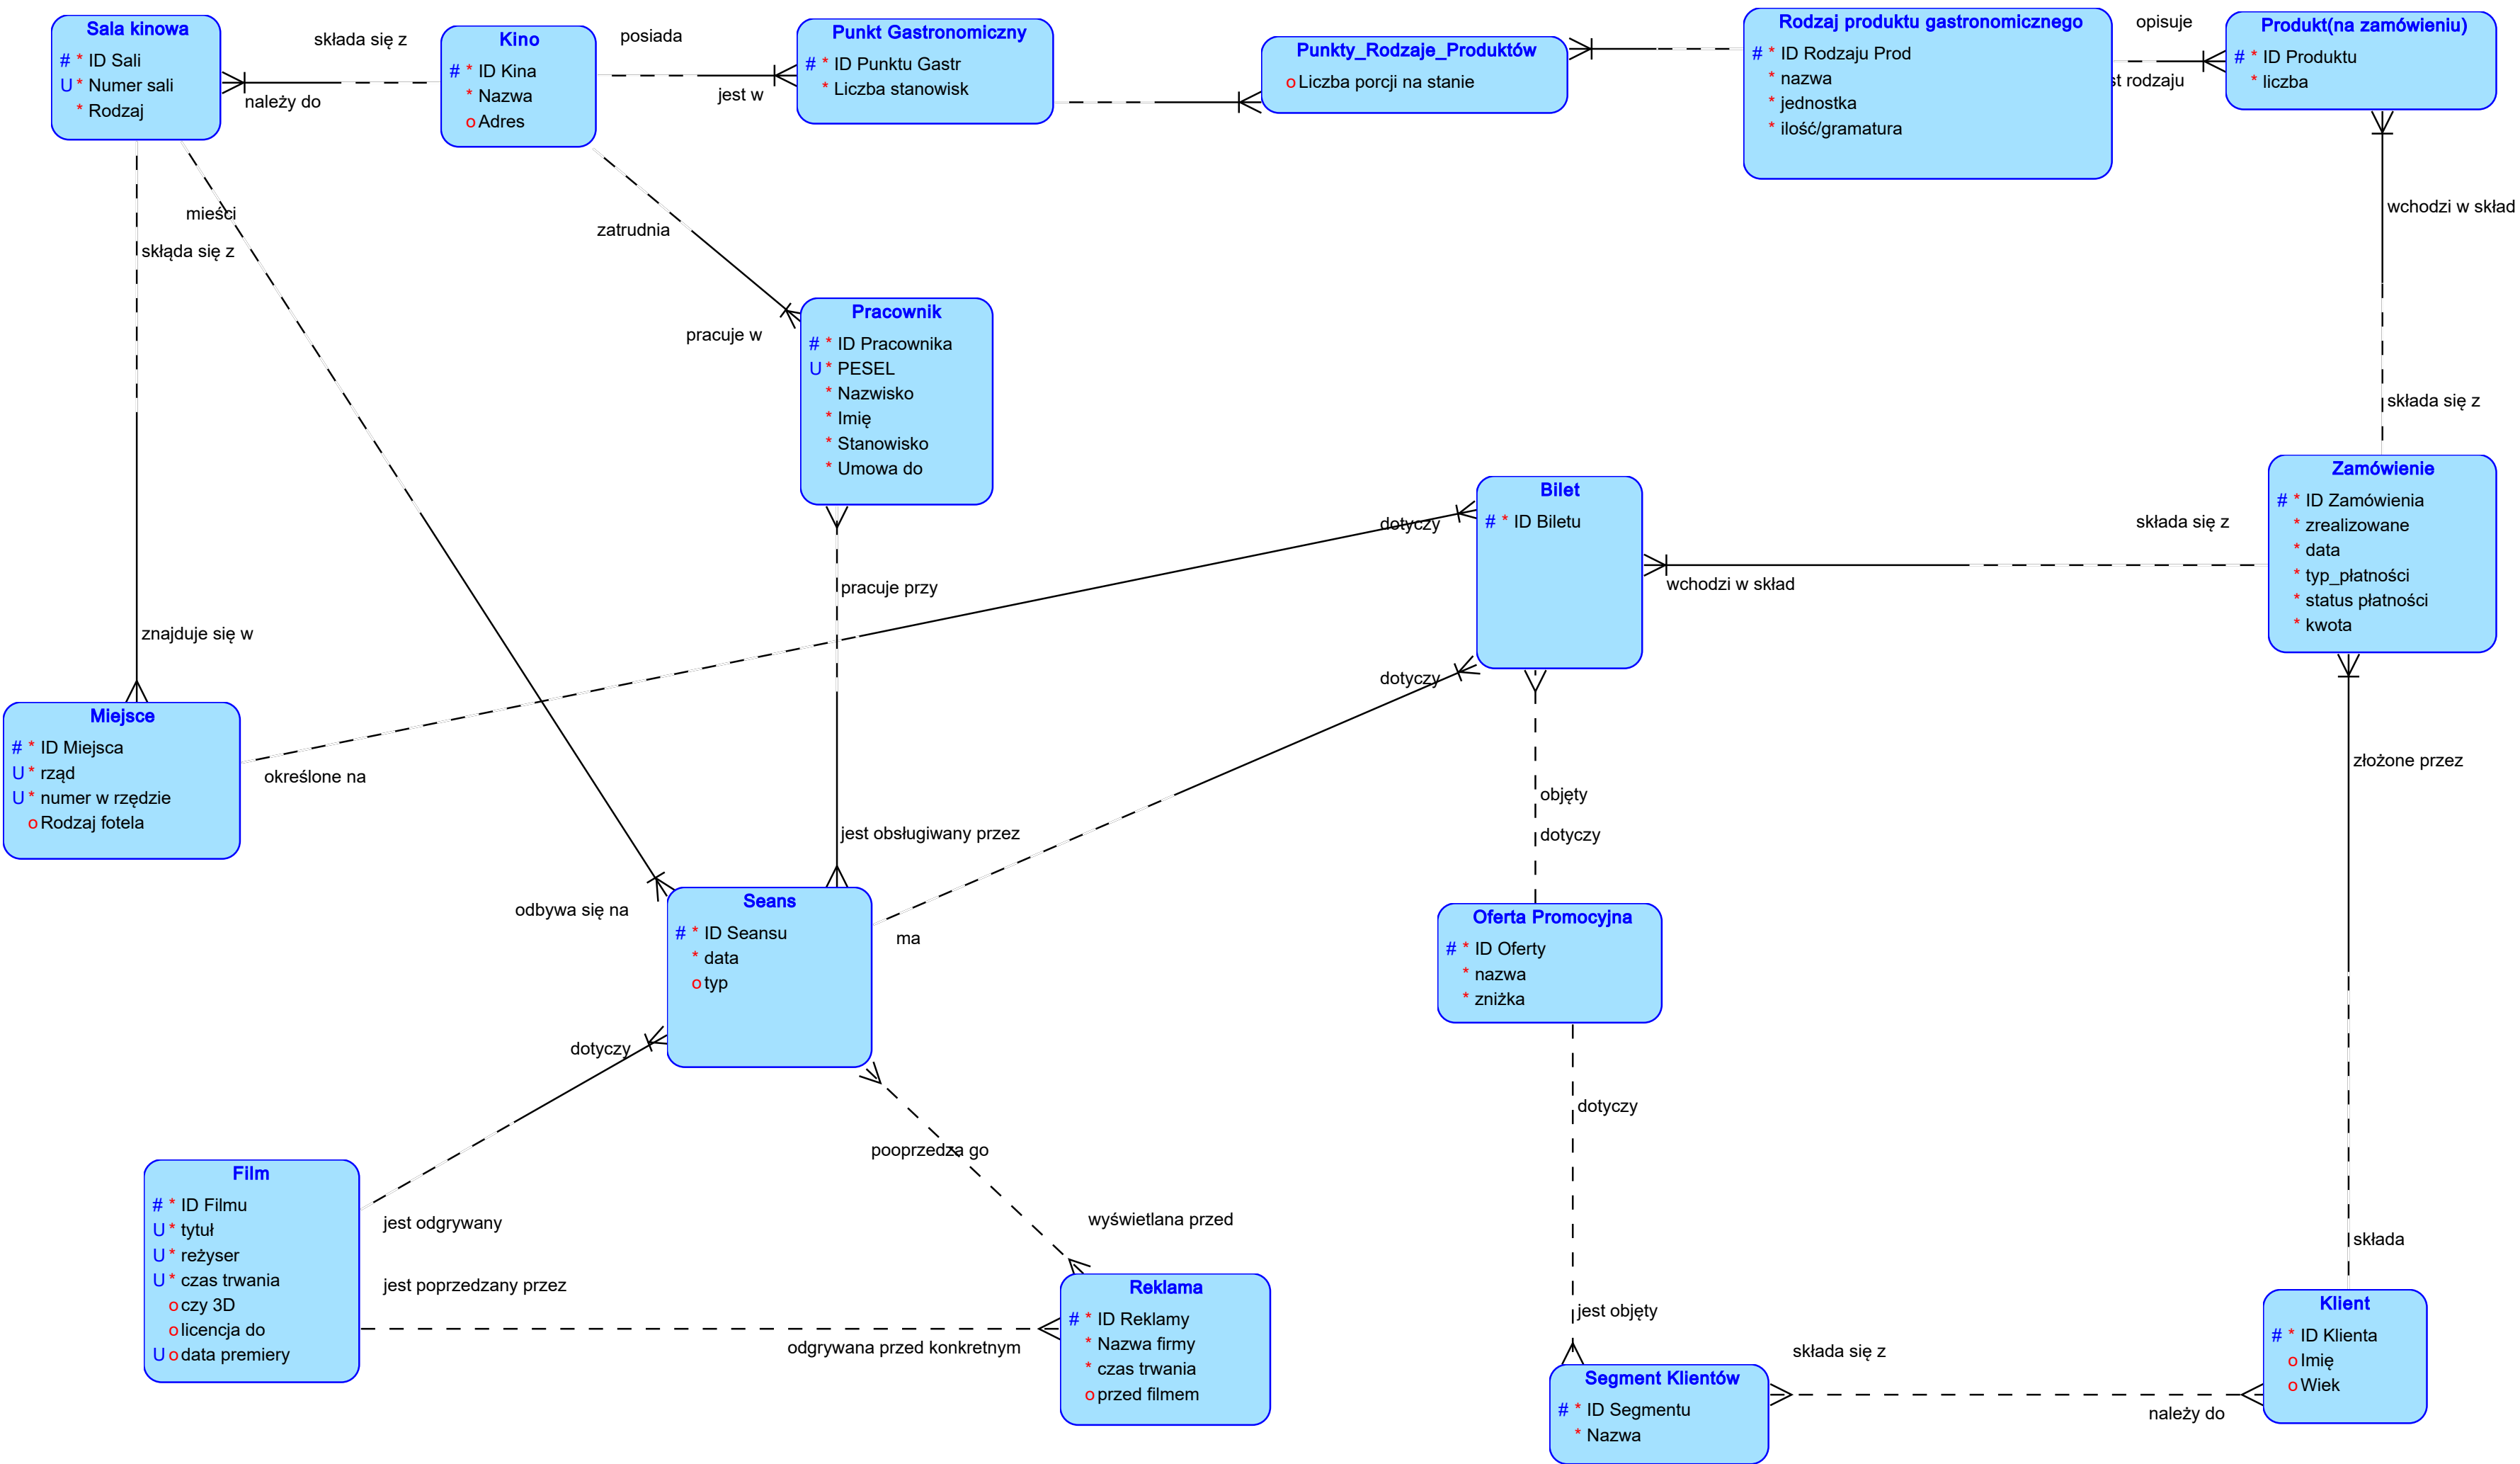 Sala kinowa
# * ID Sali
U * Numer sali
* Rodzaj
składa się z
należy do
Kino
# * ID Kina
* Nazwa
o Adres
posiada
jest w
Punkt Gastronomiczny
# * ID Punktu Gastr
* Liczba stanowisk
Punkty_Rodzaje_Produktów
o Liczba porcji na stanie
Rodzaj produktu gastronomicznego
# * ID Rodzaju Prod
* nazwa
* jednostka
* ilość/gramatura
opisuje
st rodzaju
Produkt(na zamówieniu)
# * ID Produktu
* liczba
wchodzi w skład
składa się z
mieści
skłąda się z
znajduje się w
zatrudnia
pracuje w
Pracownik
# * ID Pracownika
U * PESEL
* Nazwisko
* Imię
* Stanowisko
* Umowa do
pracuje przy
jest obsługiwany przez
Bilet
# * ID Biletu
dotyczy
dotyczy
składa się z
wchodzi w skład
Zamówienie
# * ID Zamówienia
* zrealizowane
* data
* typ_płatności
* status płatności
* kwota
złożone przez
składa
Miejsce
# * ID Miejsca
U * rząd
U * numer w rzędzie
o Rodzaj fotela
określone na
objęty
dotyczy
odbywa się na
Seans
# * ID Seansu
* data
o typ
ma
Oferta Promocyjna
# * ID Oferty
* nazwa
* zniżka
dotyczy
jest objęty
dotyczy
pooprzedza go
wyświetlana przed
Film
# * ID Filmu
U * tytuł
U * reżyser
U * czas trwania
o czy 3D
o licencja do
U o data premiery
jest odgrywany
jest poprzedzany przez
odgrywana przed konkretnym
Reklama
# * ID Reklamy
* Nazwa firmy
* czas trwania
o przed filmem
Segment Klientów
# * ID Segmentu
* Nazwa
składa się z
należy do
Klient
# * ID Klienta
o Imię
o Wiek